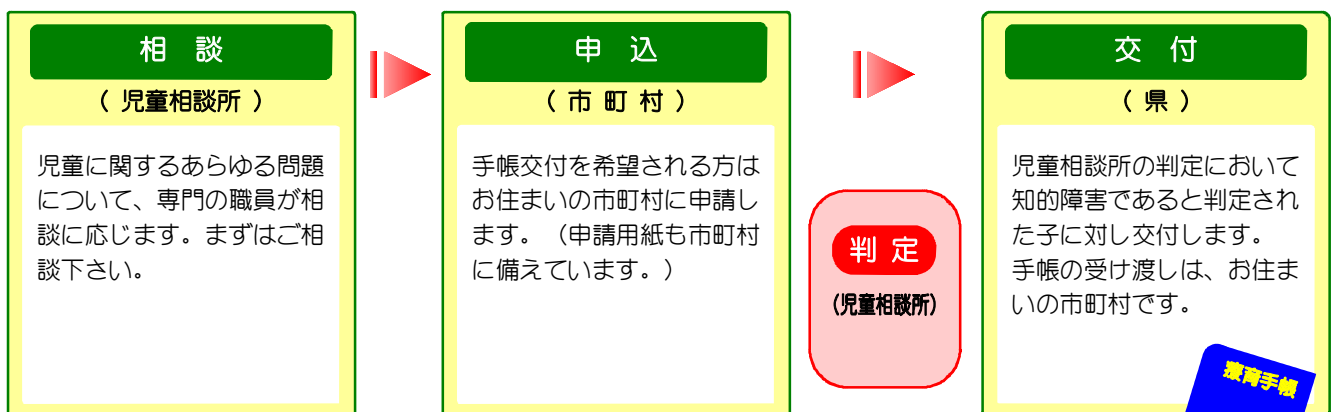 相 談
( 児童相談所 )
児童に関するあらゆる問題
について、専門の職員が相
談に応じます。まずはご相
談下さい。
申 込
( 市 町 村 )
手帳交付を希望される方は
お住まいの市町村に申請し
ます。（申請用紙も市町村
に備えています。）
判 定
(児童相談所)
交 付
( 県 )
児童相談所の判定において
知的障害であると判定され
た子に対し交付します。
手帳の受け渡しは、お住ま
いの市町村です。
療育手帳